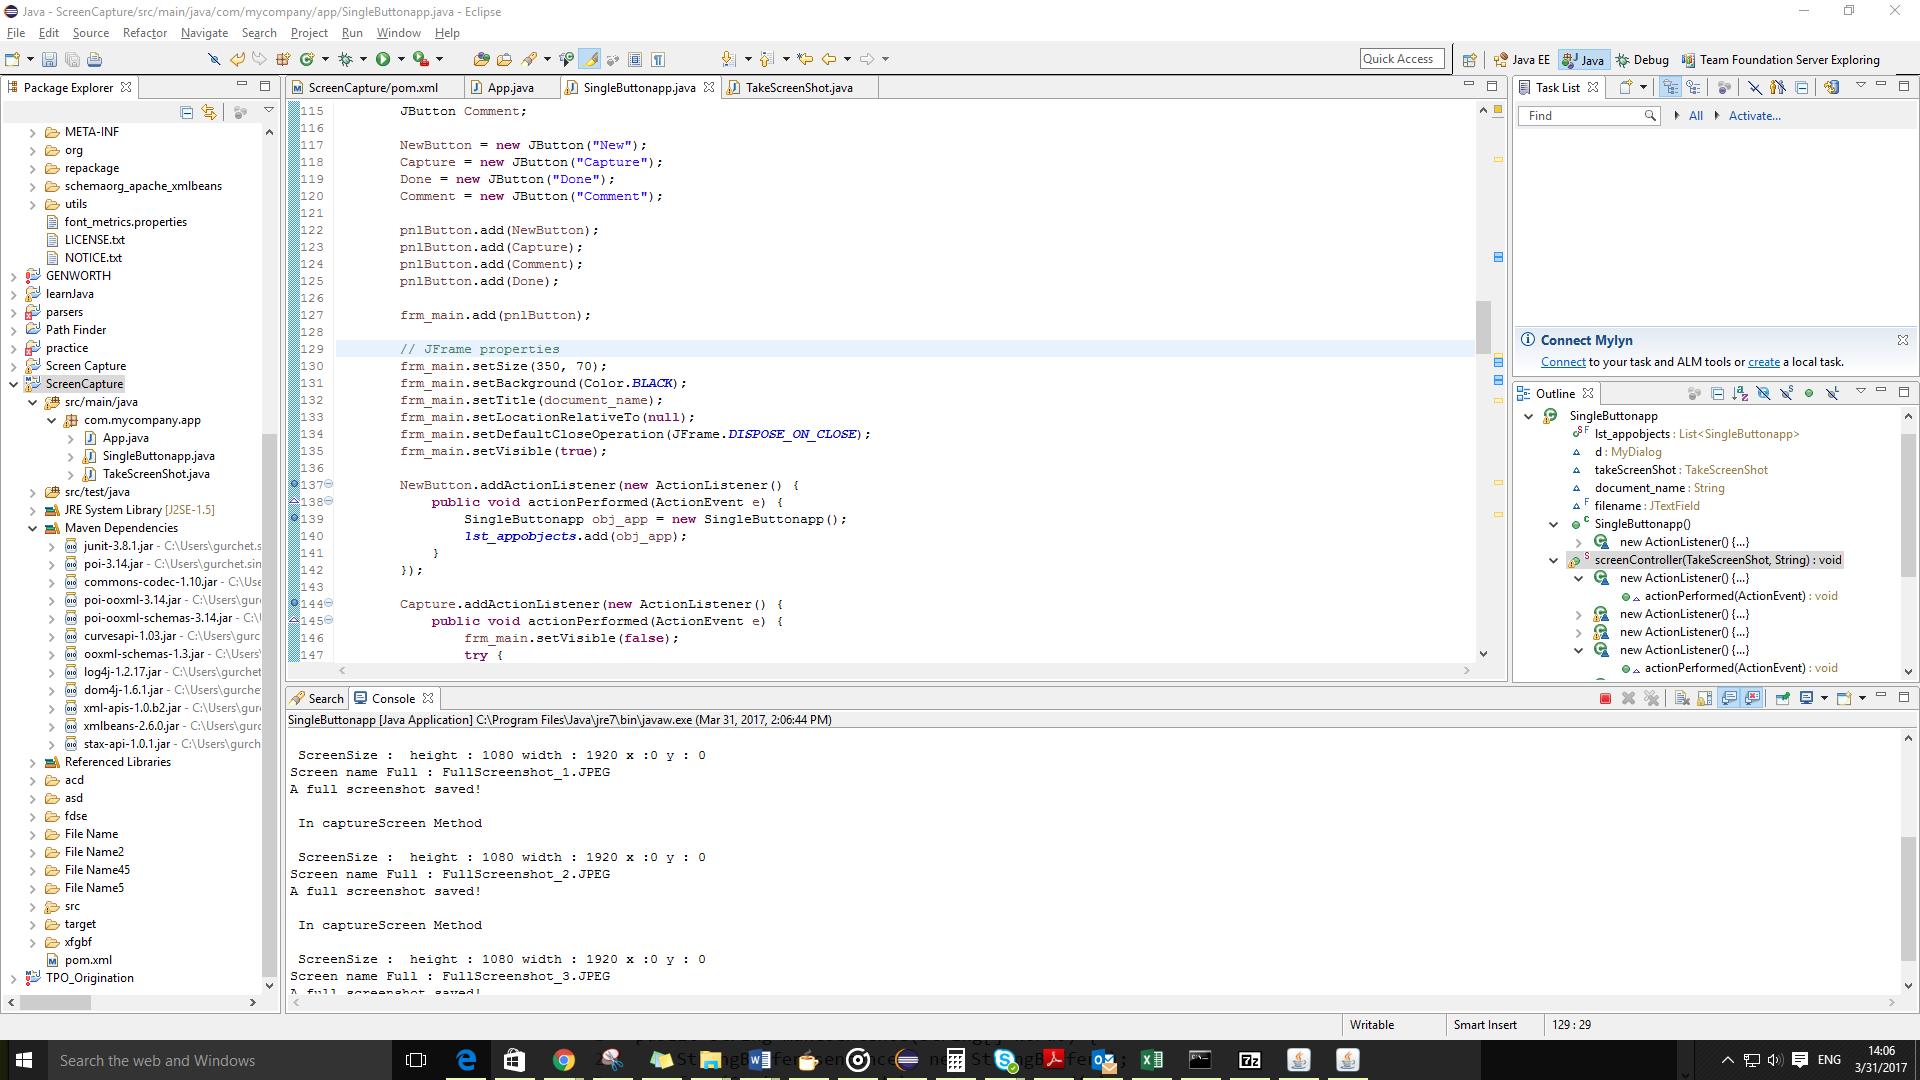 Java - ScreenCapture/src/main/java/com/mycompany/app/SingleButtonapp.java - Eclipse
File Edit Source Refactor Navigate Search Project Run Window Help
Quick Access
Java EE Java Debug Team Foundation Server Exploring
Package Explorer
META-INF
org
repackage
schemaorg_apache_xmlbeans
utils
font_metrics.properties
LICENSE.txt
NOTICE.txt
GENWORTH
learnJava
parsers
Path Finder
practice
Screen Capture
ScreenCapture
src/main/java
com.mycompany.app
App.java
SingleButtonapp.java
TakeScreenShot.java
src/test/java
JRE System Library [J2SE-1.5]
Maven Dependencies
junit-3.8.1.jar - C:\Users\gurchet.s
poi-3.14.jar - C:\Users\gurchet.sin
commons-codec-1.10.jar - C:\Users
poi-ooxml-3.14.jar - C:\Users\gurch
poi-ooxml-schemas-3.14.jar - C:\Use
curvesapi-1.03.jar - C:\Users\gurc
ooxml-schemas-1.3.jar - C:\Users\g
log4j-1.2.17.jar - C:\Users\gurchet
dom4j-1.6.1.jar - C:\Users\gurchet
xml-apis-1.0.b2.jar - C:\Users\gurc
xmlbeans-2.6.0.jar - C:\Users\gurc
stax-api-1.0.1.jar - C:\Users\gurch
Referenced Libraries
acd
asd
fdse
File Name
File Name2
File Name45
File Name5
src
target
xfgbf
pom.xml
TPO_Origination
ScreenCapture/pom.xml App.java SingleButtonapp.java TakeScreenShot.java
115 JButton Comment;
116
117 NewButton = new JButton("New");
118 Capture = new JButton("Capture");
119 Done = new JButton("Done");
120 Comment = new JButton("Comment");
121
122 pnlButton.add(NewButton);
123 pnlButton.add(Capture);
124 pnlButton.add(Comment);
125 pnlButton.add(Done);
126
127 frm_main.add(pnlButton);
128
129 // JFrame properties
130 frm_main.setSize(350, 70);
131 frm_main.setBackground(Color.BLACK);
132 frm_main.setTitle(document_name);
133 frm_main.setLocationRelativeTo(null);
134 frm_main.setDefaultCloseOperation(JFrame.DISPOSE_ON_CLOSE);
135 frm_main.setVisible(true);
136
137 NewButton.addActionListener(new ActionListener() {
138 public void actionPerformed(ActionEvent e) {
139 SingleButtonapp obj_app = new SingleButtonapp();
140 lst_appobjects.add(obj_app);
141 }
142 });
143
144 Capture.addActionListener(new ActionListener() {
145 public void actionPerformed(ActionEvent e) {
146 frm_main.setVisible(false);
147 try {
Search Console
SingleButtonapp [Java Application] C:\Program Files\Java\jre7\bin\javaw.exe (Mar 31, 2017, 2:06:44 PM)
ScreenSize :  height : 1080 width : 1920 x :0 y : 0
Screen name Full : FullScreenshot_1.JPEG
A full screenshot saved!
In captureScreen Method
ScreenSize :  height : 1080 width : 1920 x :0 y : 0
Screen name Full : FullScreenshot_2.JPEG
A full screenshot saved!
In captureScreen Method
ScreenSize :  height : 1080 width : 1920 x :0 y : 0
Screen name Full : FullScreenshot_3.JPEG
A full screenshot saved!
Task List
Find All Activate...
Connect Mylyn
Connect to your task and ALM tools or create a local task.
Outline
SingleButtonapp
lst_appobjects : List<SingleButtonapp>
d : MyDialog
takeScreenShot : TakeScreenShot
document_name : String
filename : JTextField
SingleButtonapp()
new ActionListener() {...}
screenController(TakeScreenShot, String) : void
new ActionListener() {...}
actionPerformed(ActionEvent) : void
new ActionListener() {...}
new ActionListener() {...}
new ActionListener() {...}
actionPerformed(ActionEvent) : void
Writable Smart Insert 129 : 29
Search the web and Windows
ENG
14:06
3/31/2017